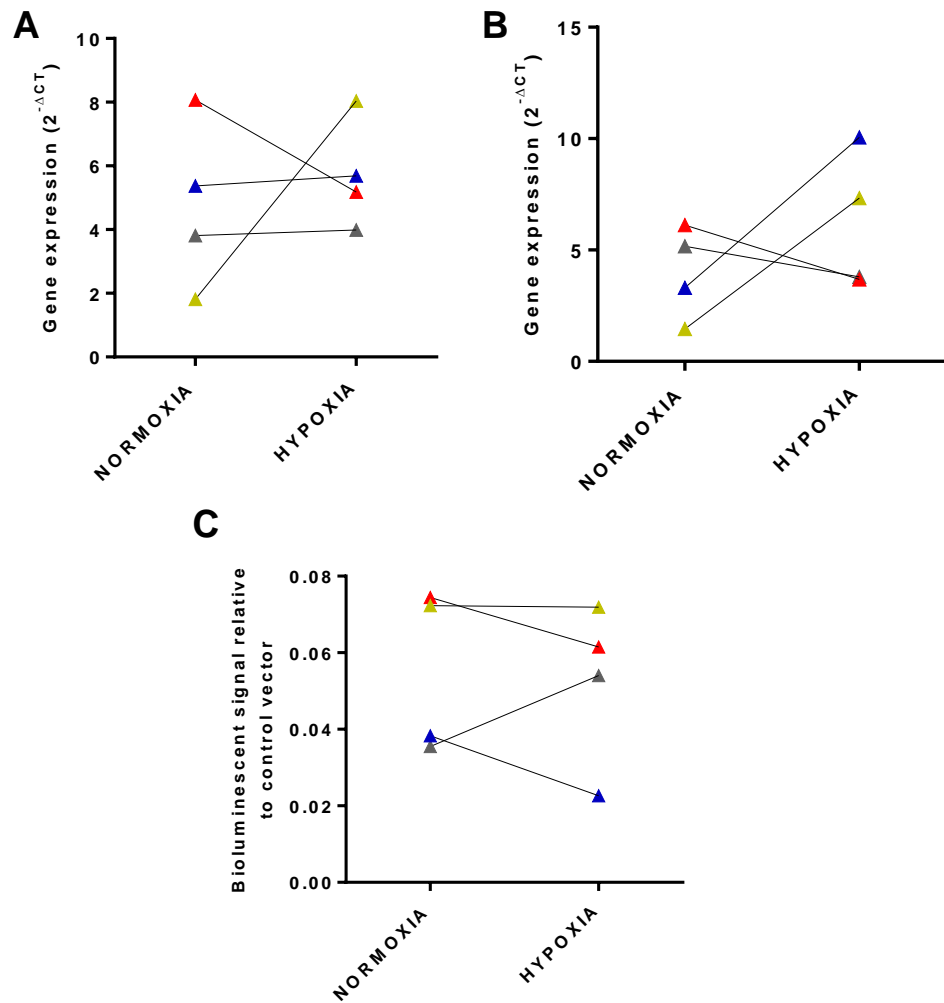 A
Gene expression (2^-ΔCT)
10
8
6
4
2
0
NORMOXIA
HYPOXIA
B
Gene expression (2^-ΔCT)
15
10
5
0
NORMOXIA
HYPOXIA
C
Bioluminescent signal relative
to control vector
0.08
0.06
0.04
0.02
0.00
NORMOXIA
HYPOXIA